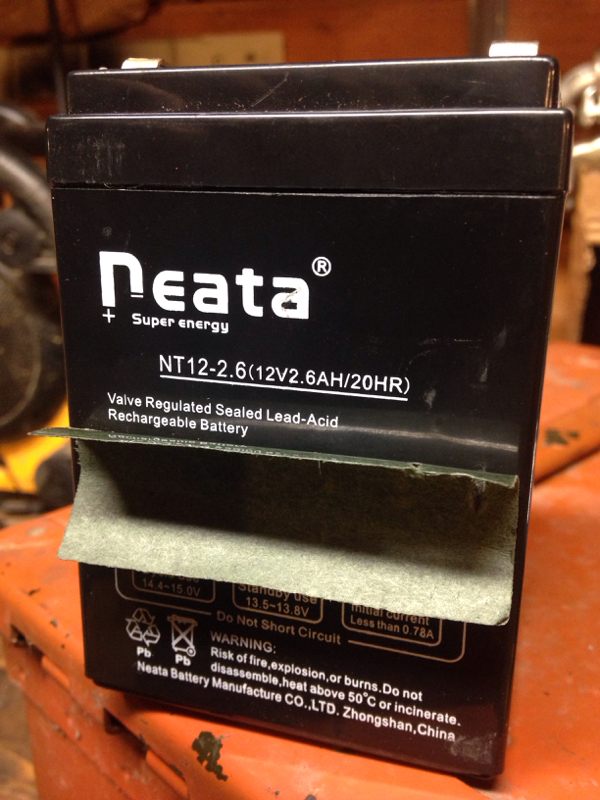 neata®
Super energy
NT12-2.6(12V2.6AH/20HR)
Valve Regulated Sealed Lead-Acid
Rechargeable Battery
14.4~15.0V
Standby use
13.5~13.8V
Initial current
Less than 0.78A
Do Not Short Circuit
Pb
Pb
WARNING:
Risk of fire,explosion,or burns.Do not
disassemble,heat above 50°C or incinerate.
Neata Battery Manufacture CO.,LTD. Zhongshan,China